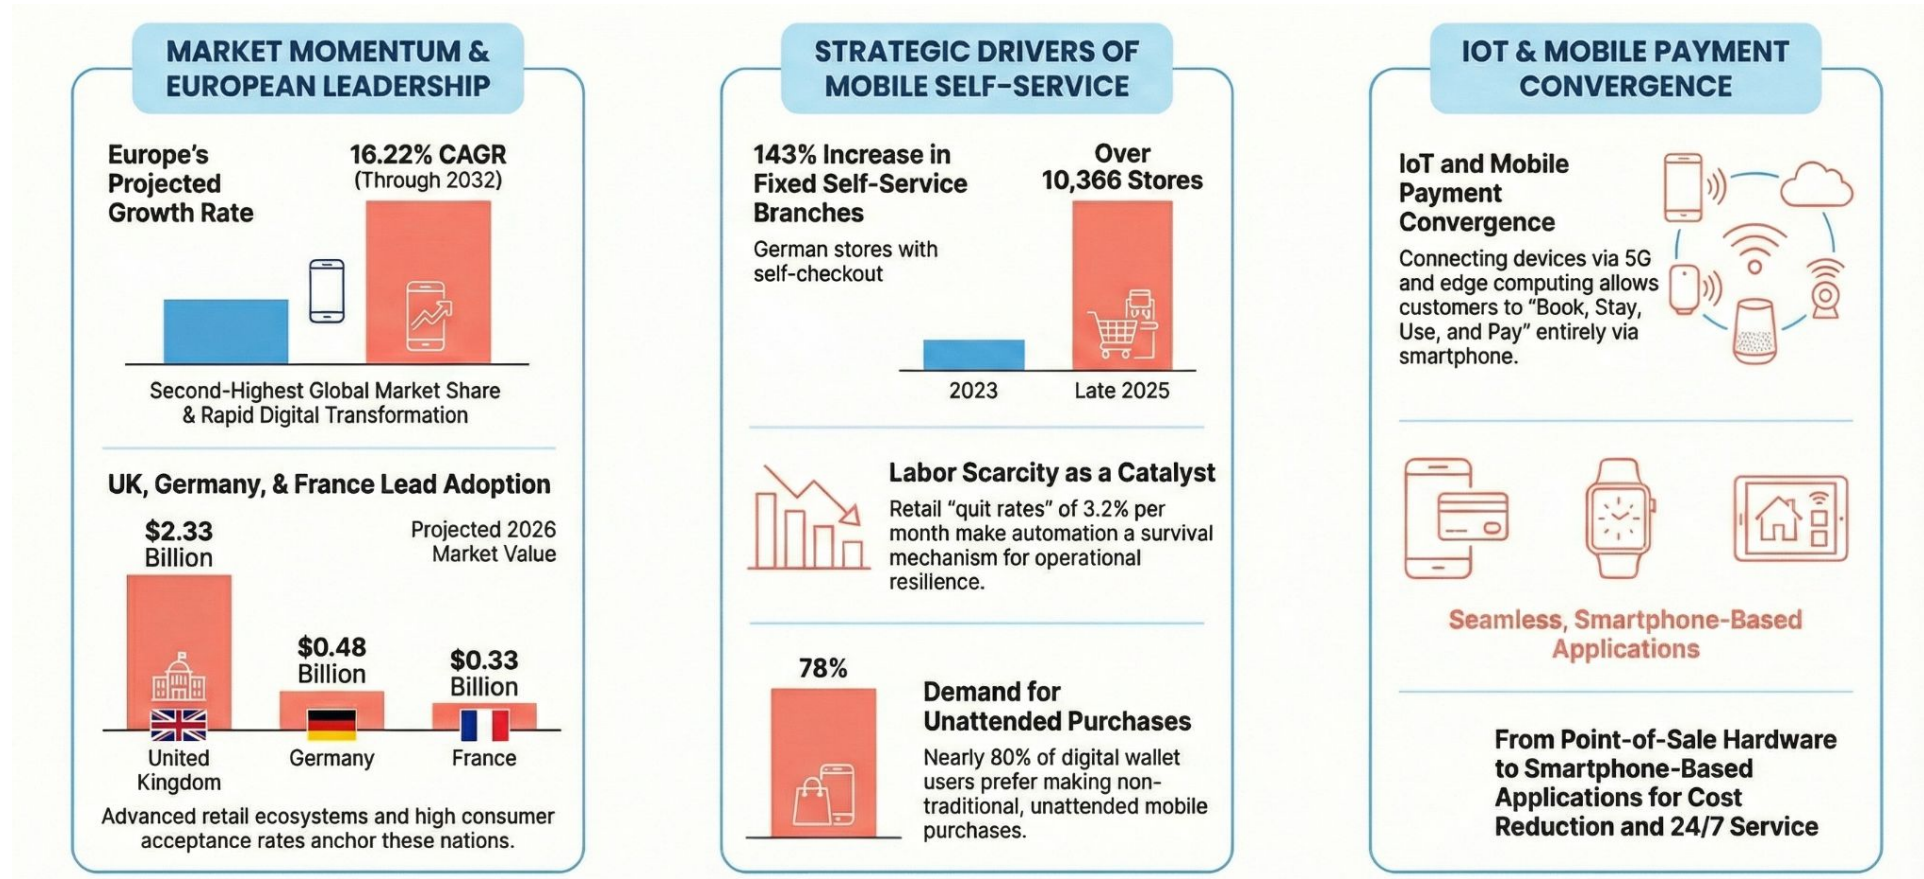 MARKET MOMENTUM &
EUROPEAN LEADERSHIP
Europe's
Projected
Growth Rate
16.22% CAGR
(Through 2032)
Second-Highest Global Market Share
& Rapid Digital Transformation
UK, Germany, & France Lead Adoption
Projected 2026
Market Value
$2.33
Billion
$0.48
Billion
$0.33
Billion
United
Kingdom
Germany
France
Advanced retail ecosystems and high consumer
acceptance rates anchor these nations.
STRATEGIC DRIVERS OF
MOBILE SELF-SERVICE
143% Increase in
Fixed Self-Service
Branches
German stores with
self-checkout
Over
10,366 Stores
2023
Late 2025
Labor Scarcity as a Catalyst
Retail “quit rates” of 3.2% per
month make automation a survival
mechanism for operational
resilience.
78%
Demand for
Unattended Purchases
Nearly 80% of digital wallet
users prefer making non-
traditional, unattended mobile
purchases.
IOT & MOBILE PAYMENT
CONVERGENCE
IoT and Mobile
Payment
Convergence
Connecting devices via 5G
and edge computing allows
customers to “Book, Stay,
Use, and Pay” entirely via
smartphone.
Seamless, Smartphone-Based
Applications
From Point-of-Sale Hardware
to Smartphone-Based
Applications for Cost
Reduction and 24/7 Service